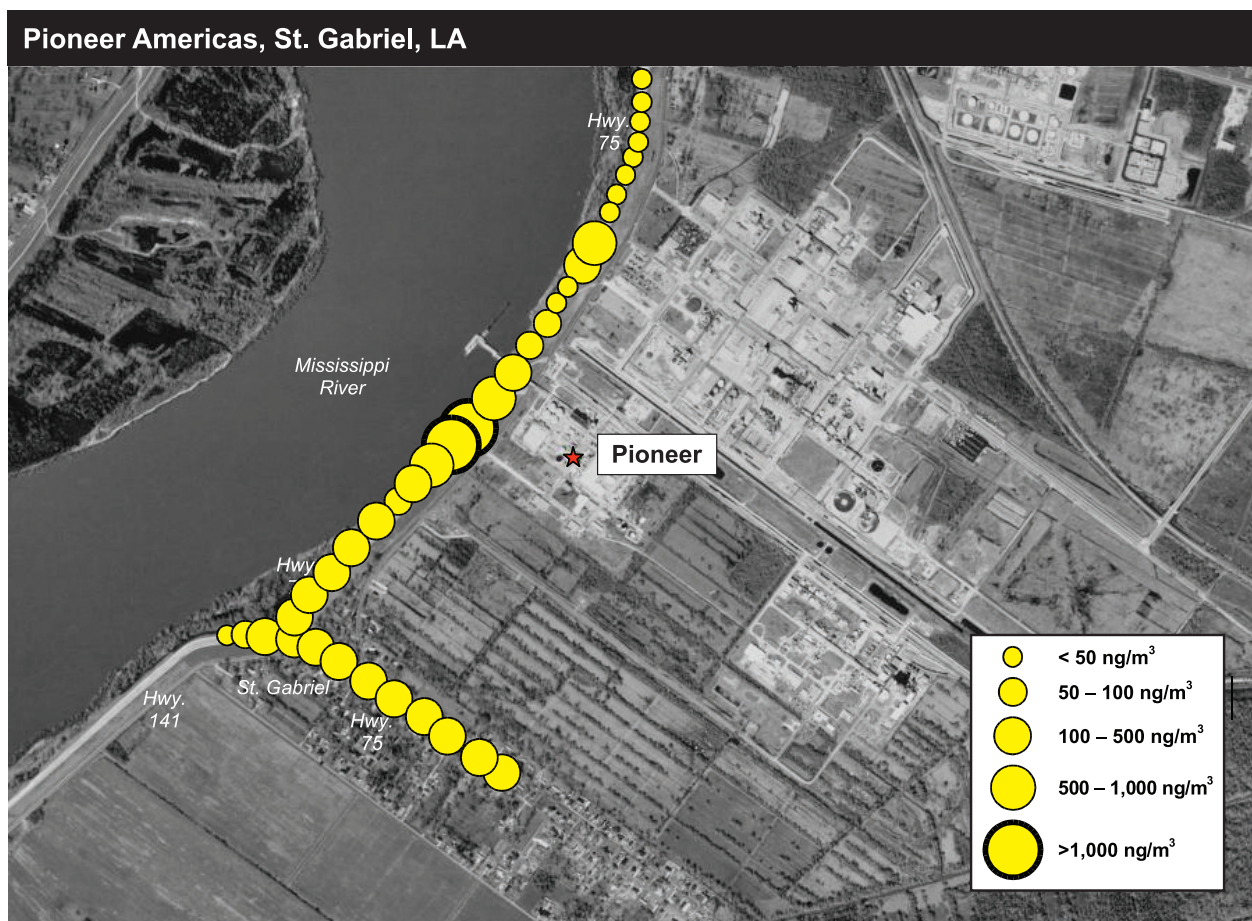 Pioneer Americas, St. Gabriel, LA
Hwy.
75
Mississippi
River
Pioneer
Hwy.
St. Gabriel
Hwy.
141
Hwy.
75
< 50 ng/m³
50 – 100 ng/m³
100 – 500 ng/m³
500 – 1,000 ng/m³
>1,000 ng/m³